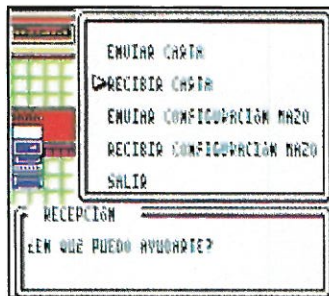 ENVIAR CARTA
RECIBIR CARTA
ENVIAR CONFIGURACIÓN MAZO
RECIBIR CONFIGURACIÓN MAZO
SALIR
RECEPCIÓN
¿EN QUÉ PUEDO AYUDARTE?